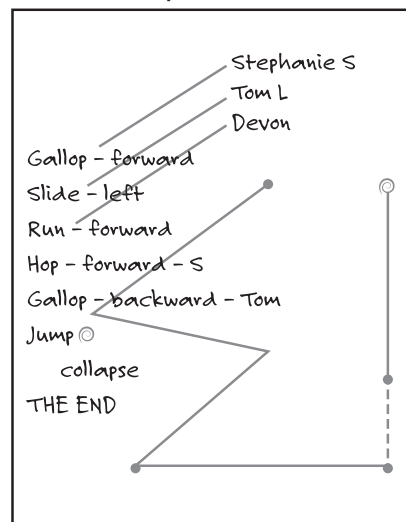 Stephanie S
Tom L
Devon
Gallop – forward
Slide – left
Run – forward
Hop – forward – S
Gallop – backward – Tom
Jump
collapse
THE END